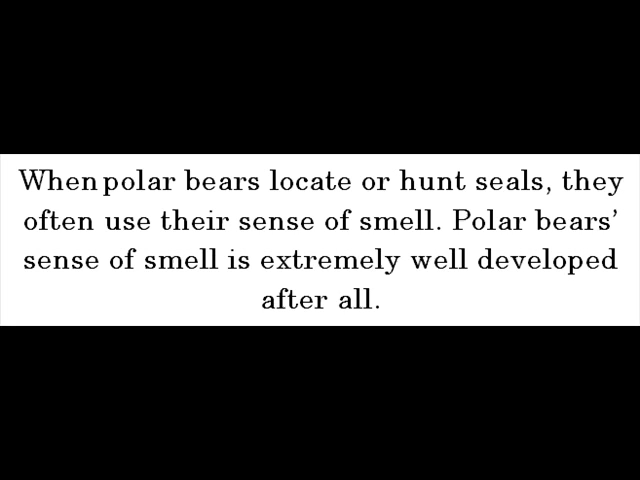 When polar bears locate or hunt seals, they
often use their sense of smell. Polar bears’
sense of smell is extremely well developed
after all.